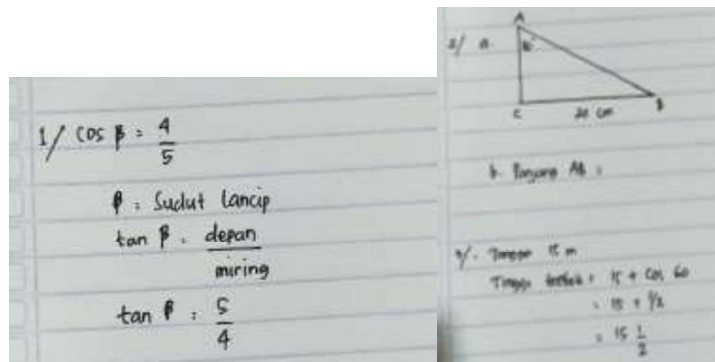 1/ cos β = 4/5
β = Sudut lancip
tan β = depan/miring
tan β = 5/4
2/ a.
A
C 20 cm B
b. Panjang AB =
Tangga 15 m
Tinggi = 15 + cos 60
= 15 + 1/2
= 15 1/2